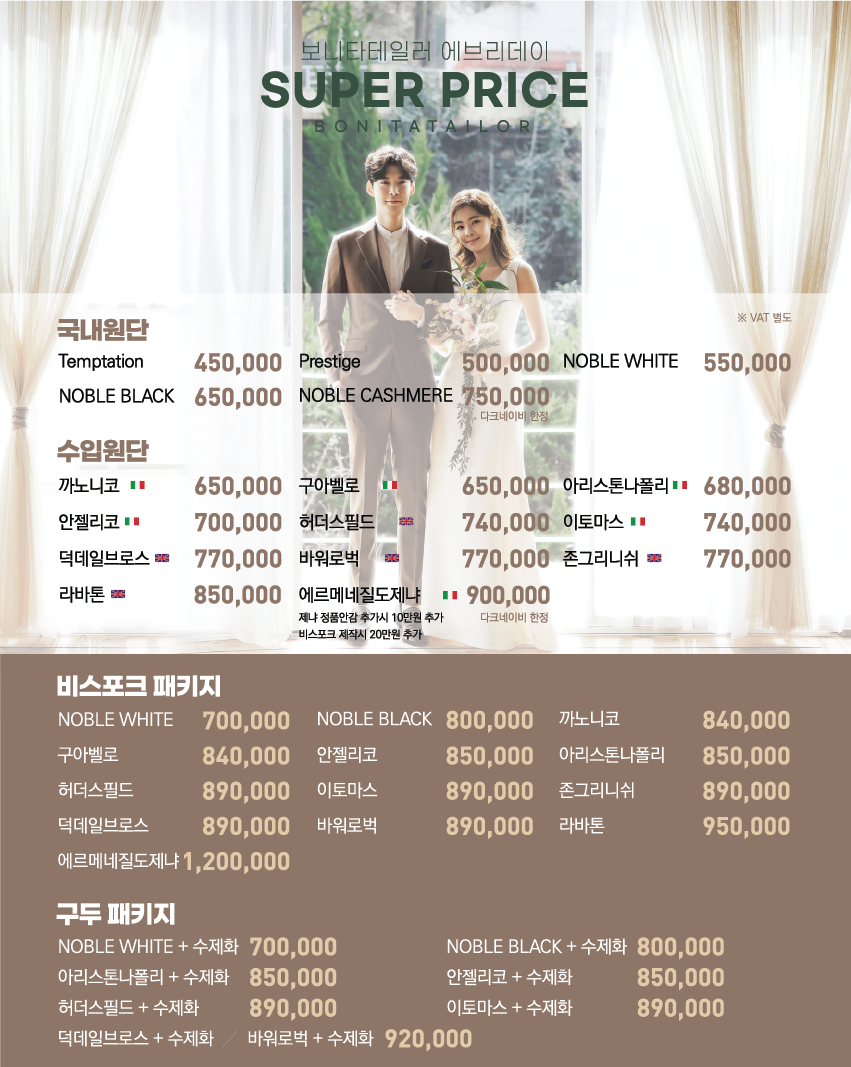 보니타테일러 에브리데이
SUPER PRICE
BONITATAILOR
※ VAT 별도
국내원단
Temptation 450,000 Prestige 500,000 NOBLE WHITE 550,000
NOBLE BLACK 650,000 NOBLE CASHMERE 750,000
다크네이비 한정
수입원단
까노니코 650,000 구아벨로 650,000 아리스톤나폴리 680,000
안젤리코 700,000 허더스필드 740,000 이토마스 740,000
덕데일브로스 770,000 바워로벅 770,000 존그리니쉬 770,000
라바톤 850,000 에르메네질도제냐 900,000
제냐 정품안감 추가시 10만원 추가 다크네이비 한정
비스포크 제작시 20만원 추가
비스포크 패키지
NOBLE WHITE 700,000 NOBLE BLACK 800,000 까노니코 840,000
구아벨로 840,000 안젤리코 850,000 아리스톤나폴리 850,000
허더스필드 890,000 이토마스 890,000 존그리니쉬 890,000
덕데일브로스 890,000 바워로벅 890,000 라바톤 950,000
에르메네질도제냐 1,200,000
구두 패키지
NOBLE WHITE + 수제화 700,000 NOBLE BLACK + 수제화 800,000
아리스톤나폴리 + 수제화 850,000 안젤리코 + 수제화 850,000
허더스필드 + 수제화 890,000 이토마스 + 수제화 890,000
덕데일브로스 + 수제화 / 바워로벅 + 수제화 920,000